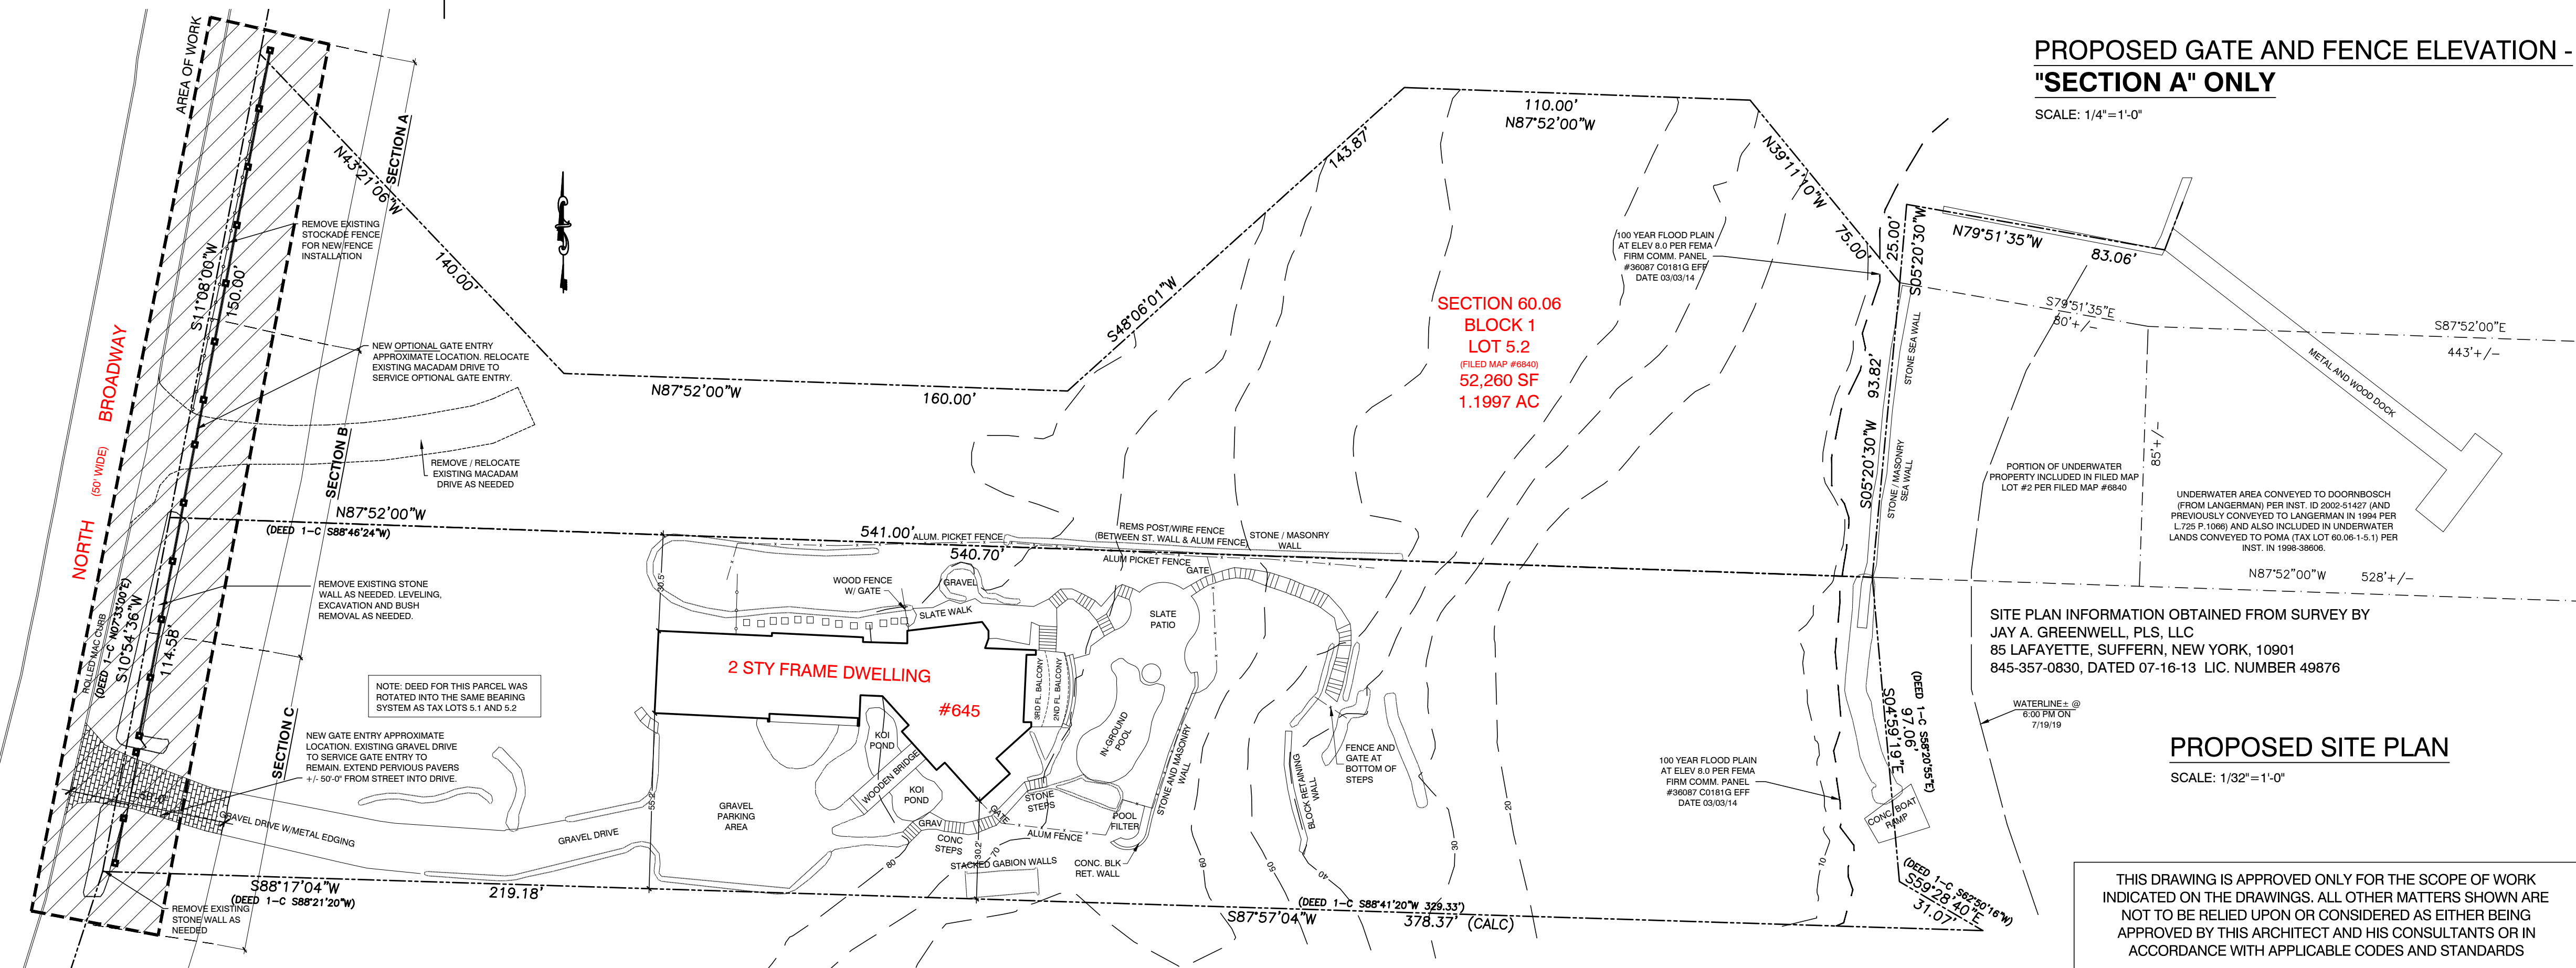 PROPOSED GATE AND FENCE ELEVATION -
"SECTION A" ONLY
SCALE: 1/4"=1'-0"
AREA OF WORK
SECTION A
N43°21'06"W
140.00'
REMOVE EXISTING
STOCKADE FENCE
FOR NEW FENCE
INSTALLATION
S11°08'00"W
150.00'
NORTH (50' WIDE) BROADWAY
NEW OPTIONAL GATE ENTRY
APPROXIMATE LOCATION. RELOCATE
EXISTING MACADAM DRIVE TO
SERVICE OPTIONAL GATE ENTRY.
SECTION B
REMOVE / RELOCATE
EXISTING MACADAM
DRIVE AS NEEDED
N87°52'00"W
160.00'
S48°06'01"W
143.87'
110.00'
N87°52'00"W
N39°11'10"W
75.00'
100 YEAR FLOOD PLAIN
AT ELEV 8.0 PER FEMA
FIRM COMM. PANEL
#36087 C0181G EFF
DATE 03/03/14
SECTION 60.06
BLOCK 1
LOT 5.2
(FILED MAP #6840)
52,260 SF
1.1997 AC
25.00'
S05°20'30"W
N79°51'35"W
83.06'
S79°51'35"E
80'+/-
S87°52'00"E
443'+/-
STONE SEA WALL
93.82'
S05°20'30"W
STONE / MASONRY
SEA WALL
METAL AND WOOD DOCK
85'+/-
PORTION OF UNDERWATER
PROPERTY INCLUDED IN FILED MAP
LOT #2 PER FILED MAP #6840
UNDERWATER AREA CONVEYED TO DOORNBOSCH
(FROM LANGERMAN) PER INST. ID 2002-51427 (AND
PREVIOUSLY CONVEYED TO LANGERMAN IN 1994 PER
L.725 P.1066) AND ALSO INCLUDED IN UNDERWATER
LANDS CONVEYED TO POMA (TAX LOT 60.06-1-5.1) PER
INST. IN 1998-38606.
N87°52"00"W
528'+/-
N87°52'00"W
(DEED 1-C S88°46'24"W)
541.00'
540.70'
ALUM. PICKET FENCE
REMS POST/WIRE FENCE
(BETWEEN ST. WALL & ALUM FENCE
STONE / MASONRY
WALL
ALUM PICKET FENCE
GATE
30.5'
WOOD FENCE
W/ GATE
GRAVEL
SLATE WALK
SLATE
PATIO
REMOVE EXISTING STONE
WALL AS NEEDED. LEVELING,
EXCAVATION AND BUSH
REMOVAL AS NEEDED.
ROLLED MAC CURB
(DEED 1-C N07°33'00"E)
S10°54'36"W
114.58'
SECTION C
NOTE: DEED FOR THIS PARCEL WAS
ROTATED INTO THE SAME BEARING
SYSTEM AS TAX LOTS 5.1 AND 5.2
NEW GATE ENTRY APPROXIMATE
LOCATION. EXISTING GRAVEL DRIVE
TO SERVICE GATE ENTRY TO
REMAIN. EXTEND PERVIOUS PAVERS
+/- 50'-0" FROM STREET INTO DRIVE.
50'-0"
GRAVEL DRIVE W/METAL EDGING
GRAVEL DRIVE
55.2'
GRAVEL
PARKING
AREA
2 STY FRAME DWELLING
#645
3RD FL. BALCONY
2ND FL. BALCONY
KOI
POND
WOODEN BRIDGE
KOI
POND
IN-GROUND
POOL
STONE AND MASONRY
WALL
STONE
STEPS
GATE
GRAV
CONC
STEPS
ALUM FENCE
POOL
FILTER
30.2'
STACKED GABION WALLS
CONC. BLK
RET. WALL
BLOCK RETAINING
WALL
FENCE AND
GATE AT
BOTTOM OF
STEPS
80
70
60
50
40
30
20
10
100 YEAR FLOOD PLAIN
AT ELEV 8.0 PER FEMA
FIRM COMM. PANEL
#36087 C0181G EFF
DATE 03/03/14
SITE PLAN INFORMATION OBTAINED FROM SURVEY BY
JAY A. GREENWELL, PLS, LLC
85 LAFAYETTE, SUFFERN, NEW YORK, 10901
845-357-0830, DATED 07-16-13 LIC. NUMBER 49876
(DEED 1-C S58°20'55"E)
97.06'
S04°59'19"E
WATERLINE± @
6:00 PM ON
7/19/19
PROPOSED SITE PLAN
SCALE: 1/32"=1'-0"
CONC. BOAT
RAMP
(DEED 1-C S62°50'16"W)
S59°28'40"E
31.07'
S88°17'04"W
(DEED 1-C S88°21'20"W)
219.18'
REMOVE EXISTING
STONE WALL AS
NEEDED
(DEED 1-C S88°41'20"W 329.33')
S87°57'04"W
378.37' (CALC)
THIS DRAWING IS APPROVED ONLY FOR THE SCOPE OF WORK
INDICATED ON THE DRAWINGS. ALL OTHER MATTERS SHOWN ARE
NOT TO BE RELIED UPON OR CONSIDERED AS EITHER BEING
APPROVED BY THIS ARCHITECT AND HIS CONSULTANTS OR IN
ACCORDANCE WITH APPLICABLE CODES AND STANDARDS